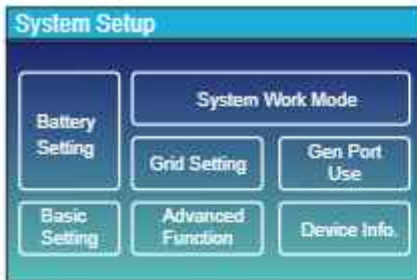 System Setup
Battery
Setting
System Work Mode
Grid Setting
Gen Port
Use
Basic
Setting
Advanced
Function
Device Info.